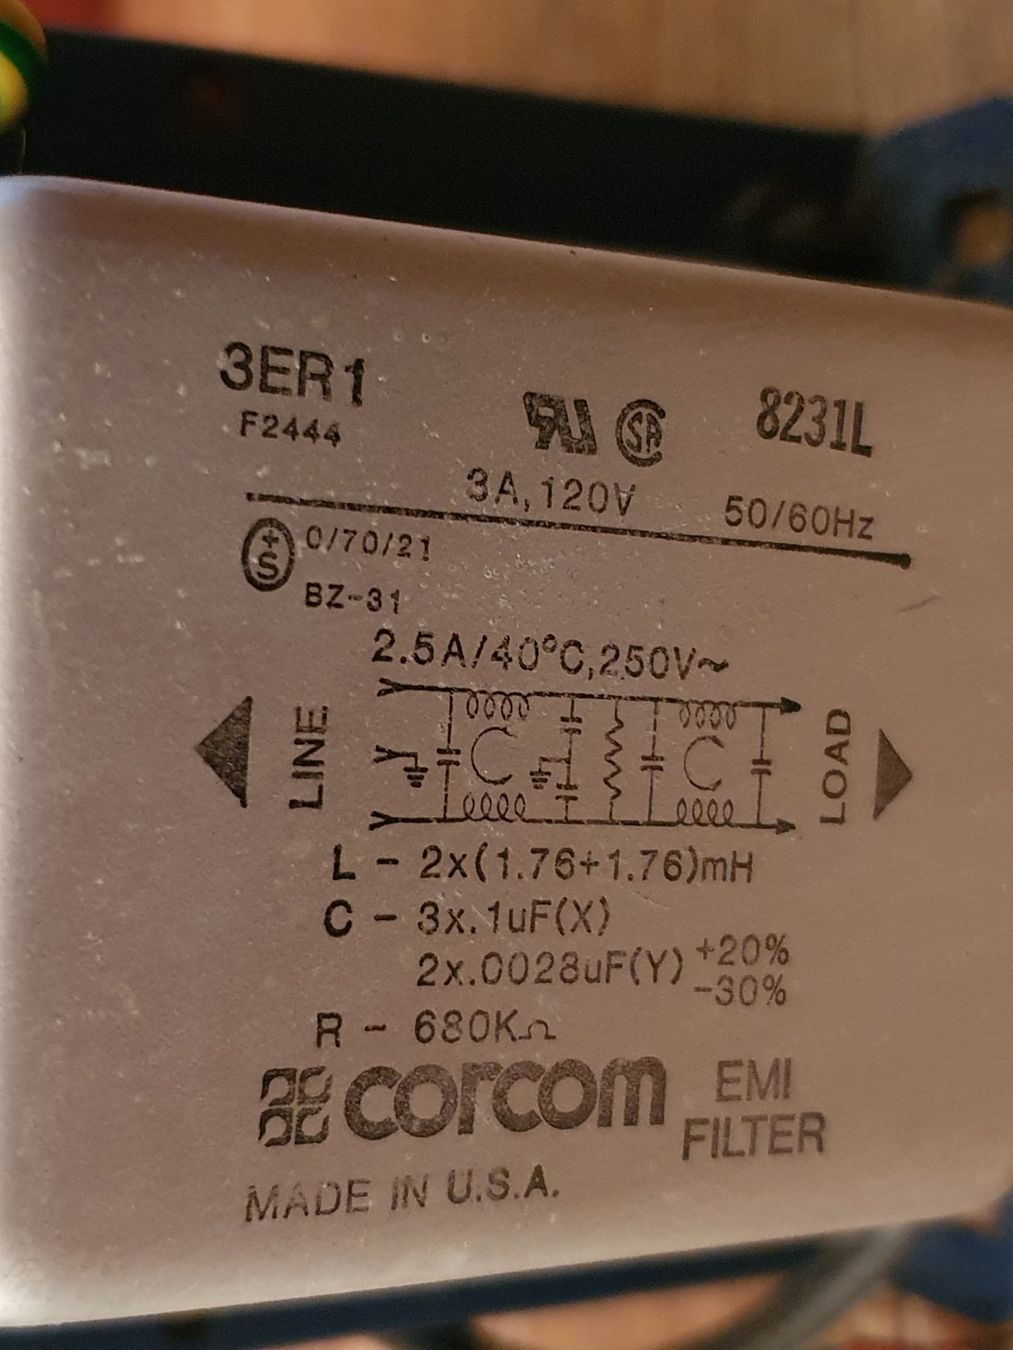 3ER1
F2444
8231L
3A,120V 50/60Hz
0/70/21
BZ-31
2.5A/40°C,250V~
LINE
LOAD
L - 2x(1.76+1.76)mH
C - 3x.1uF(X)
2x.0028uF(Y) +20% -30%
R - 680KΩ
corcom EMI FILTER
MADE IN U.S.A.